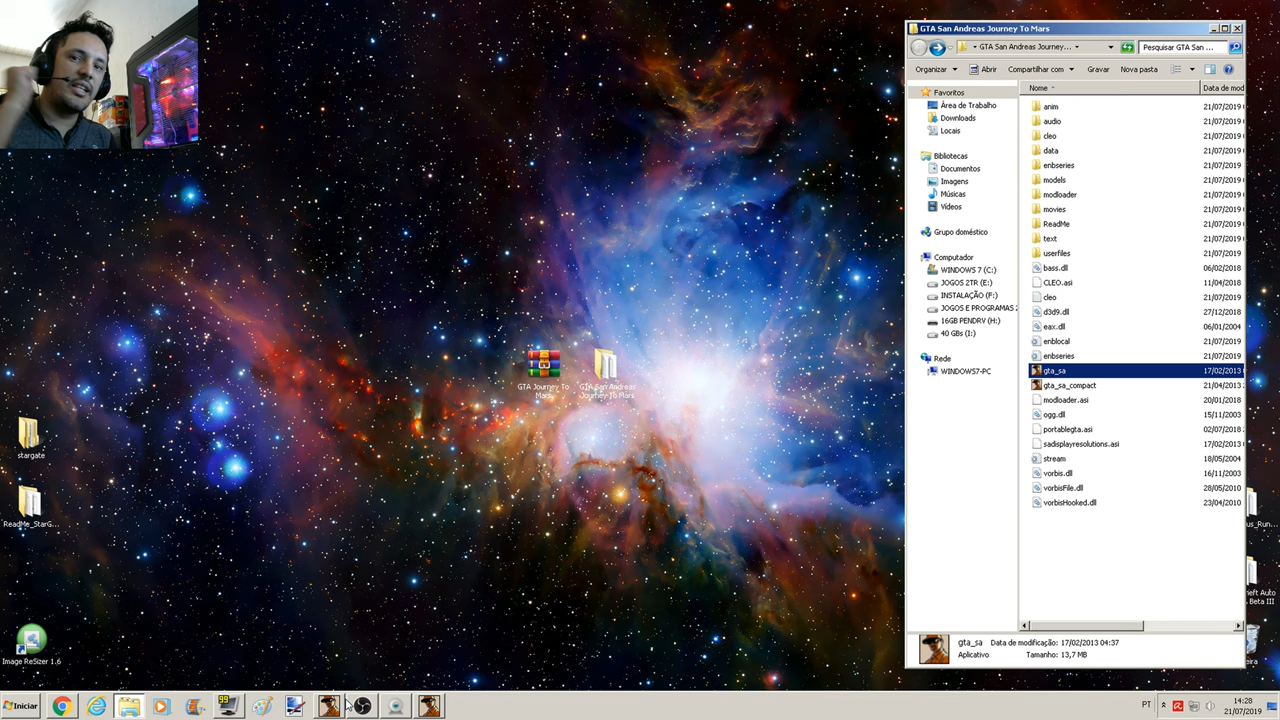 GTA San Andreas Journey To Mars
GTA San Andreas Journey...
Pesquisar GTA San ...
Organizar
Abrir
Compartilhar com
Gravar
Nova pasta
Favoritos
Área de Trabalho
Downloads
Locais
Bibliotecas
Documentos
Imagens
Músicas
Vídeos
Grupo doméstico
Computador
WINDOWS 7 (C:)
JOGOS 2TR (E:)
INSTALAÇÃO (F:)
JOGOS E PROGRAMAS
16GB PENDRV (H:)
40 GBs (I:)
Rede
WINDOWS7-PC
Nome Data de mod
anim 21/07/2019
audio 21/07/2019
cleo 21/07/2019
data 21/07/2019
enbseries 21/07/2019
models 21/07/2019
modloader 21/07/2019
movies 21/07/2019
ReadMe 21/07/2019
text 21/07/2019
userfiles 21/07/2019
bass.dll 06/02/2018
CLEO.asi 11/04/2018
cleo 21/07/2019
d3d9.dll 27/12/2018
eax.dll 06/01/2004
enblocal 21/07/2019
enbseries 21/07/2019
gta_sa 17/02/2013
gta_sa_compact 21/04/2013
modloader.asi 20/01/2018
ogg.dll 15/11/2003
portablegta.asi 02/07/2018
sadisplayresolutions.asi 17/02/2013
stream 18/05/2004
vorbis.dll 16/11/2003
vorbisFile.dll 28/05/2010
vorbisHooked.dll 23/04/2010
gta_sa Data de modificação: 17/02/2013 04:37
Aplicativo Tamanho: 13,7 MB
GTA Journey To
Mars
GTA San Andreas
Journey To Mars
stargate
ReadMe_StarG...
Image ReSizer 1.6
us_Run...
heft Auto
Beta III
eira
Iniciar
99
PT
14:28
21/07/2019